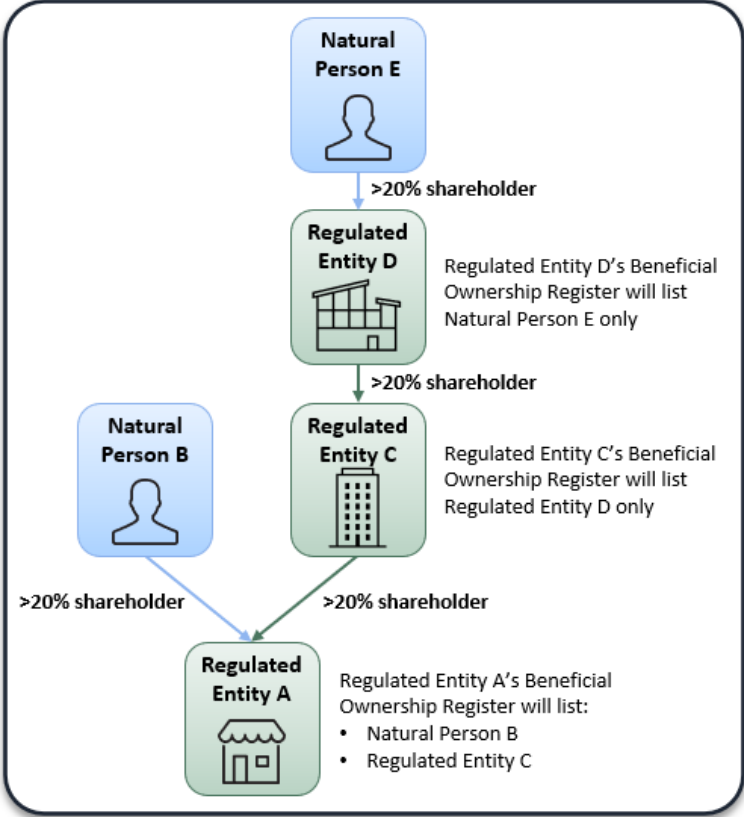 Natural
Person E
>20% shareholder
Regulated
Entity D
Regulated Entity D’s Beneficial
Ownership Register will list
Natural Person E only
>20% shareholder
Natural
Person B
Regulated
Entity C
Regulated Entity C’s Beneficial
Ownership Register will list
Regulated Entity D only
>20% shareholder
>20% shareholder
Regulated
Entity A
Regulated Entity A’s Beneficial
Ownership Register will list:
• Natural Person B
• Regulated Entity C